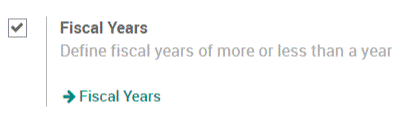 Fiscal Years
Define fiscal years of more or less than a year
Fiscal Years